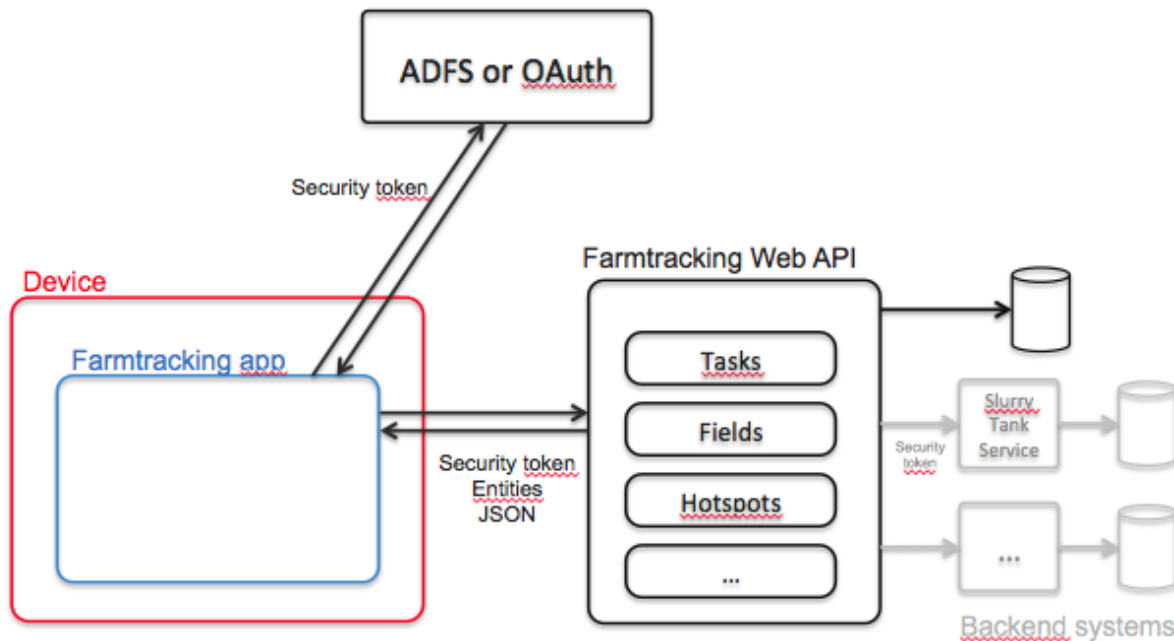 ADFS or OAuth
Security token
Device
Farmtracking app
Security token
Entities
JSON
Farmtracking Web API
Tasks
Fields
Hotspots
...
Security
token
Slurry
Tank
Service
...
Backend systems